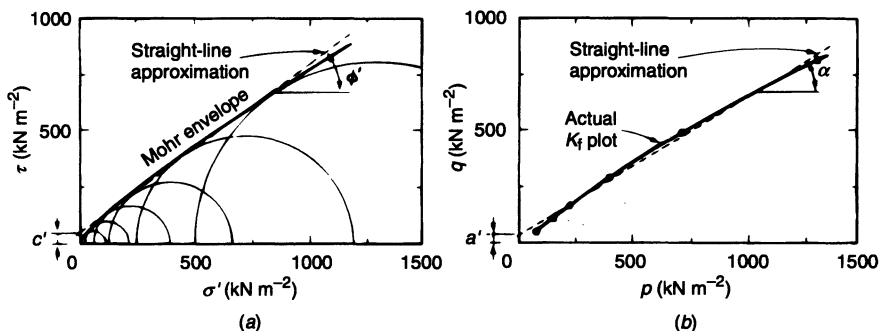 1000
500
0
τ (kN m⁻²)
Straight-line
approximation
ϕ'
Mohr envelope
c'
0 500 1000 1500
σ' (kN m⁻²)
(a)
1000
500
0
q (kN m⁻²)
Straight-line
approximation
α
Actual
K_f plot
a'
0 500 1000 1500
p (kN m⁻²)
(b)